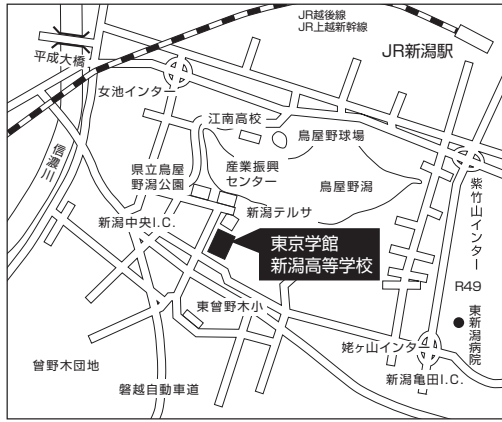 JR越後線
JR上越新幹線
JR新潟駅
平成大橋
女池インター
江南高校
鳥屋野球場
信濃川
県立鳥屋
野潟公園
産業振興
センター
鳥屋野潟
紫竹山インター
新潟中央I.C.
新潟テルサ
東京学館
新潟高等学校
R49
東曽野木小
東新潟病院
姥ヶ山インター
曽野木団地
新潟亀田I.C.
磐越自動車道